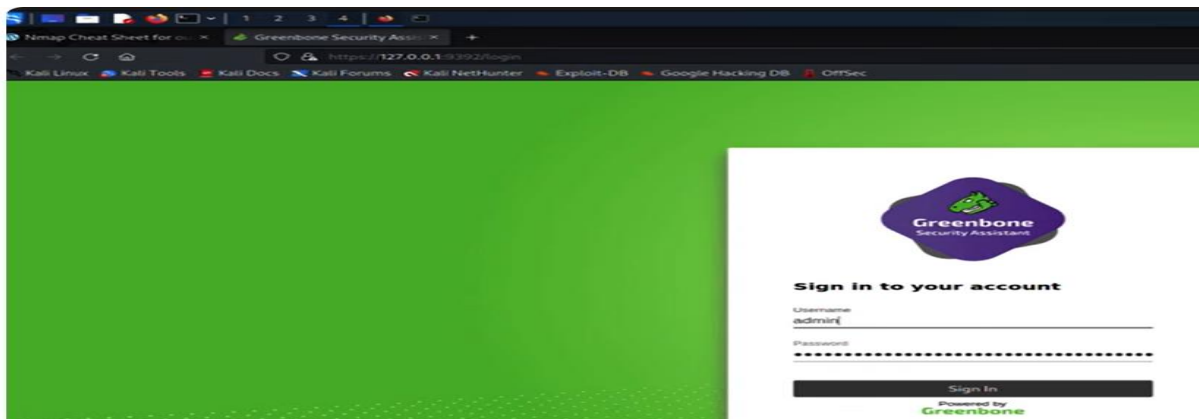 1 2 3 4
Nmap Cheat Sheet for
Greenbone Security Assis
https://127.0.0.1:9392/login
Kali Linux Kali Tools Kali Docs Kali Forums Kali NetHunter Exploit-DB Google Hacking DB OffSec
Greenbone
Security Assistant
Sign in to your account
Username
admin
Password
Sign In
Powered by
Greenbone